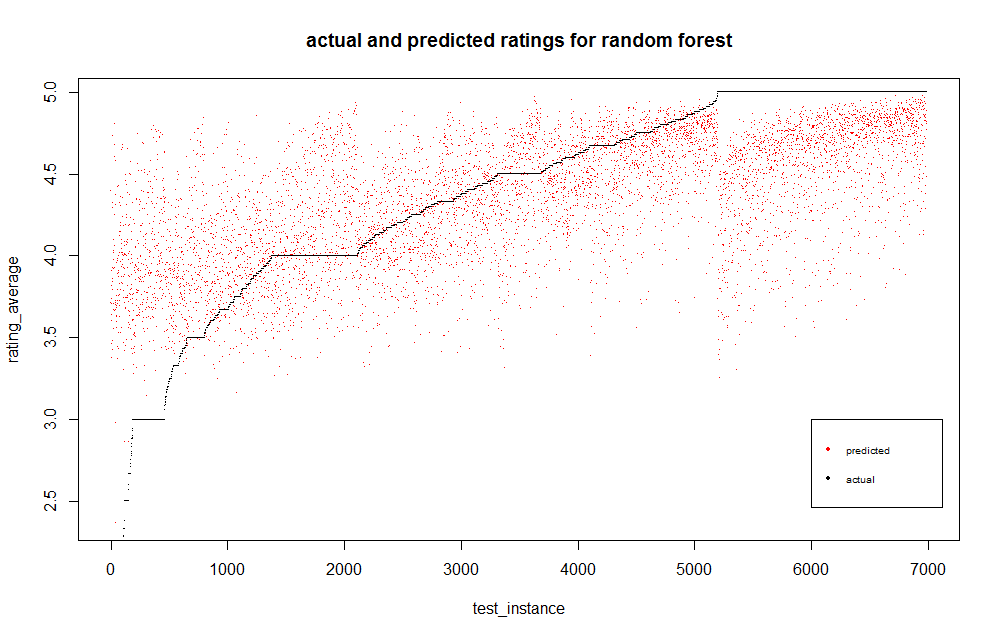 actual and predicted ratings for random forest
rating_average
5.0
4.5
4.0
3.5
3.0
2.5
predicted
actual
0 1000 2000 3000 4000 5000 6000 7000
test_instance